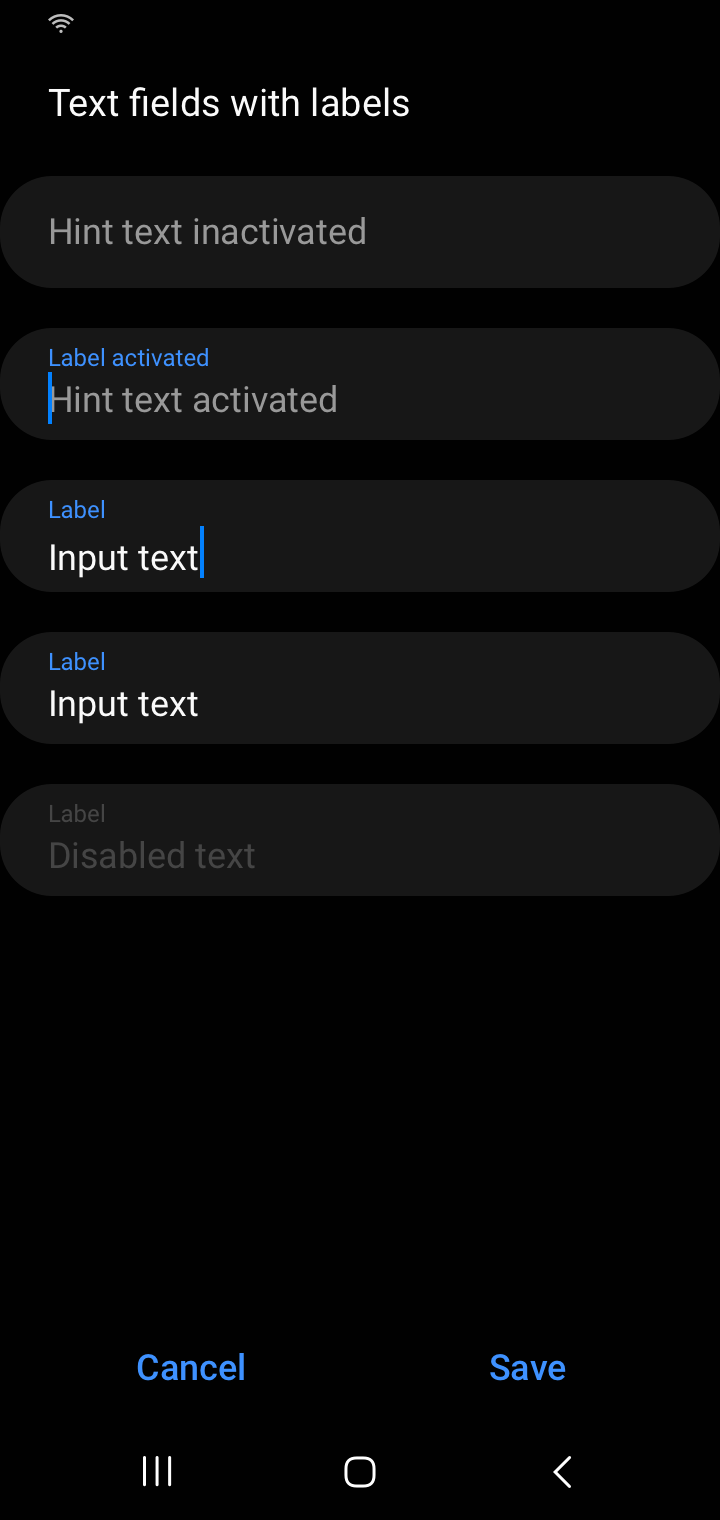 Text fields with labels
Hint text inactivated
Label activated
Hint text activated
Label
Input text
Label
Input text
Label
Disabled text
Cancel
Save